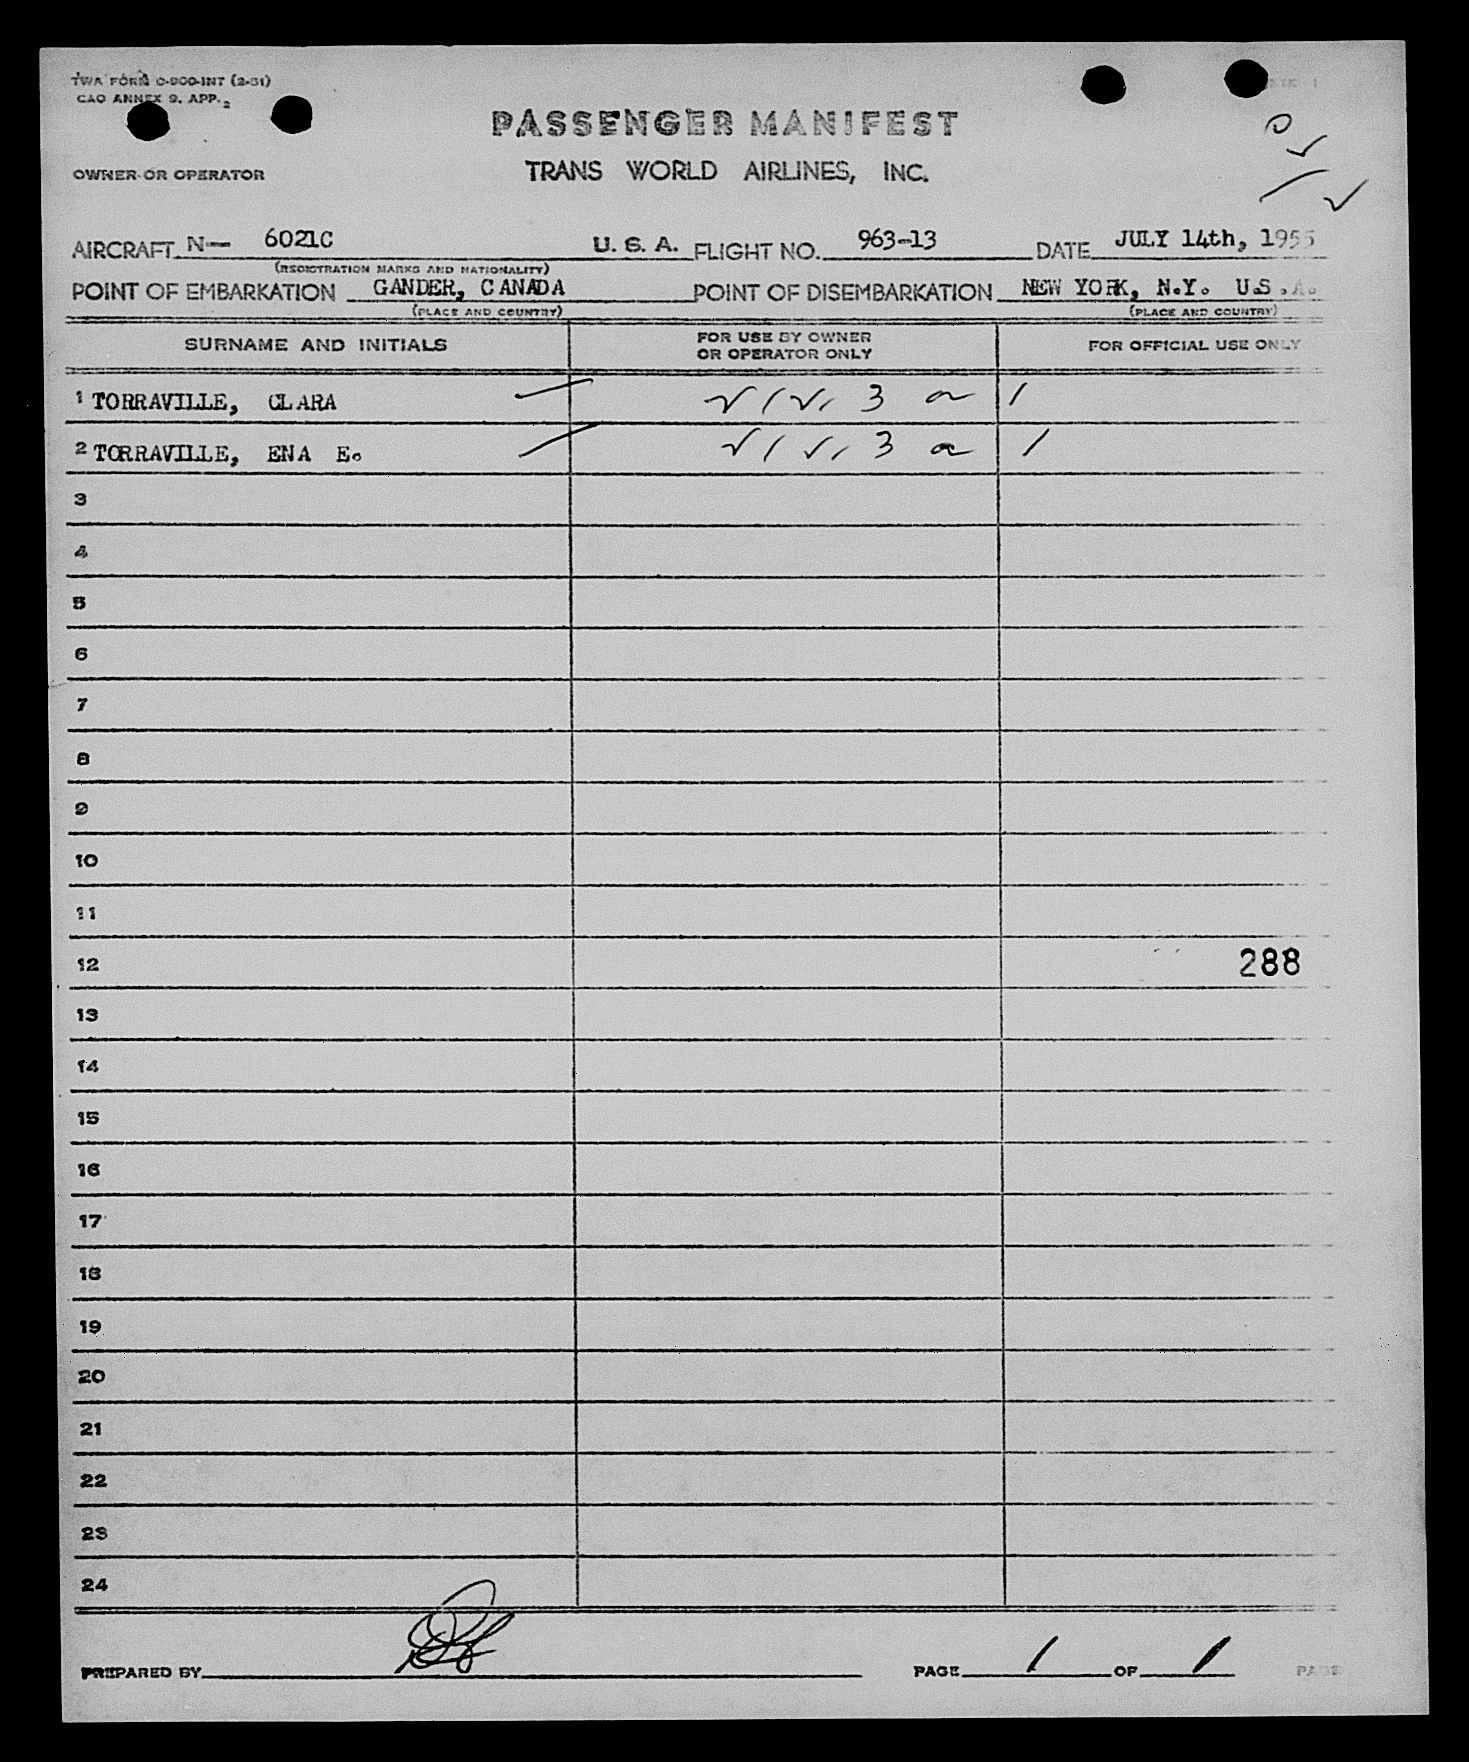 TWA FORM O-900-INT (2-51)
CAO ANNEX 9, APP. 2
PASSENGER MANIFEST
OWNER OR OPERATOR TRANS WORLD AIRLINES, INC.
AIRCRAFT N— 6021C U. S. A. FLIGHT NO. 963-13 DATE JULY 14th, 1955
(REGISTRATION MARKS AND NATIONALITY)
POINT OF EMBARKATION GANDER, CANADA POINT OF DISEMBARKATION NEW YORK, N.Y. U.S.A.
(PLACE AND COUNTRY) (PLACE AND COUNTRY)
SURNAME AND INITIALS FOR USE BY OWNER OR OPERATOR ONLY FOR OFFICIAL USE ONLY
1 TORRAVILLE, CLARA √ / √ / 3 a /
2 TORRAVILLE, ENA E. √ / √ / 3 a /
3
4
5
6
7
8
9
10
11
12 288
13
14
15
16
17
18
19
20
21
22
23
24
PREPARED BY PAGE 1 OF 1 PAGE